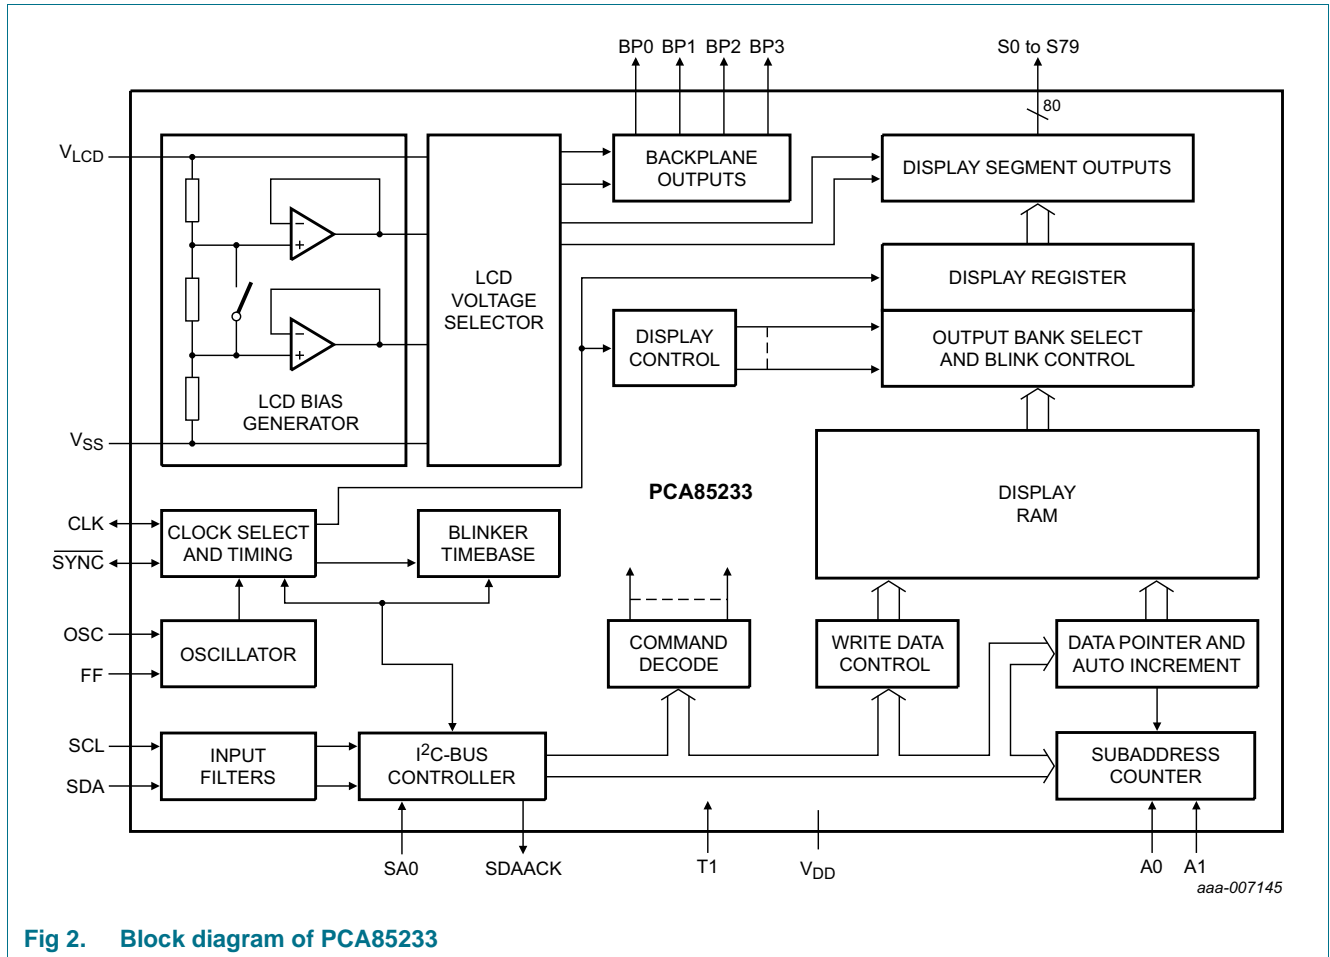 BP0 BP1 BP2 BP3
S0 to S79
80
VLCD
BACKPLANE
OUTPUTS
DISPLAY SEGMENT OUTPUTS
−
+
LCD
VOLTAGE
SELECTOR
DISPLAY REGISTER
−
+
DISPLAY
CONTROL
OUTPUT BANK SELECT
AND BLINK CONTROL
LCD BIAS
GENERATOR
VSS
PCA85233
DISPLAY
RAM
CLK
SYNC
CLOCK SELECT
AND TIMING
BLINKER
TIMEBASE
OSC
FF
OSCILLATOR
COMMAND
DECODE
WRITE DATA
CONTROL
DATA POINTER AND
AUTO INCREMENT
SCL
SDA
INPUT
FILTERS
I2C-BUS
CONTROLLER
SUBADDRESS
COUNTER
SA0
SDAACK
T1
VDD
A0
A1
aaa-007145
Fig 2. Block diagram of PCA85233